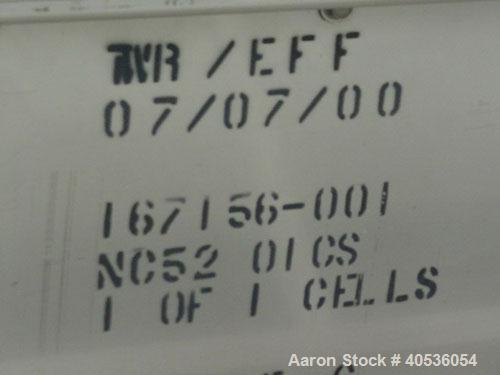 /EFF
07/07/00
167156-001
NC52 01CS
1 OF 1 CELLS
Aaron Stock # 40536054